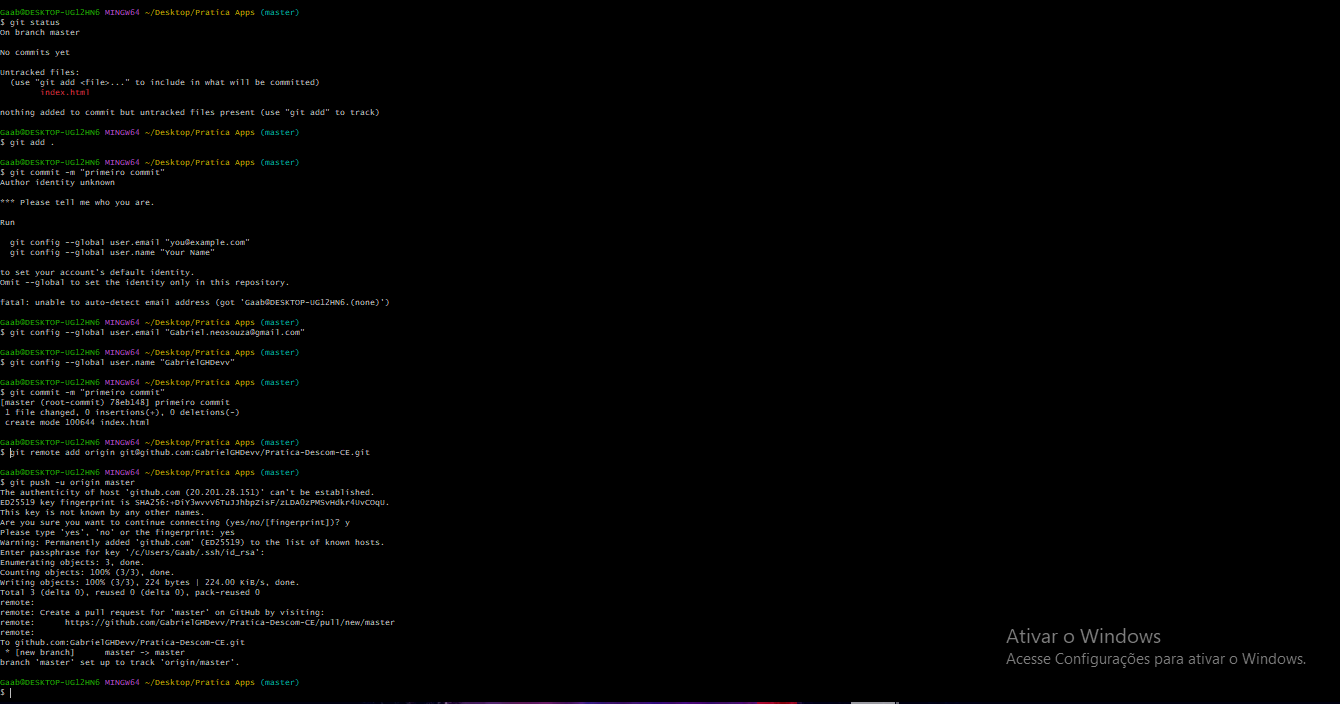 Gaab@DESKTOP-UGl2HN6 MINGW64 ~/Desktop/Pratica Apps (master)
$ git status
On branch master
No commits yet
Untracked files:
(use "git add <file>..." to include in what will be committed)
index.html
nothing added to commit but untracked files present (use "git add" to track)
Gaab@DESKTOP-UGl2HN6 MINGW64 ~/Desktop/Pratica Apps (master)
$ git add .
Gaab@DESKTOP-UGl2HN6 MINGW64 ~/Desktop/Pratica Apps (master)
$ git commit -m "primeiro commit"
Author identity unknown
*** Please tell me who you are.
Run
git config --global user.email "you@example.com"
git config --global user.name "Your Name"
to set your account's default identity.
Omit --global to set the identity only in this repository.
fatal: unable to auto-detect email address (got 'Gaab@DESKTOP-UGl2HN6.(none)')
Gaab@DESKTOP-UGl2HN6 MINGW64 ~/Desktop/Pratica Apps (master)
$ git config --global user.email "Gabriel.neosouza@gmail.com"
Gaab@DESKTOP-UGl2HN6 MINGW64 ~/Desktop/Pratica Apps (master)
$ git config --global user.name "GabrielGHDevv"
Gaab@DESKTOP-UGl2HN6 MINGW64 ~/Desktop/Pratica Apps (master)
$ git commit -m "primeiro commit"
[master (root-commit) 78eb148] primeiro commit
1 file changed, 0 insertions(+), 0 deletions(-)
create mode 100644 index.html
Gaab@DESKTOP-UGl2HN6 MINGW64 ~/Desktop/Pratica Apps (master)
$ git remote add origin git@github.com:GabrielGHDevv/Pratica-Descom-CE.git
Gaab@DESKTOP-UGl2HN6 MINGW64 ~/Desktop/Pratica Apps (master)
$ git push -u origin master
The authenticity of host 'github.com (20.201.28.151)' can't be established.
ED25519 key fingerprint is SHA256:+DiY3wvvV6TuJJhbpZisF/zLDA0zPMSvHdkr4UvCOqU.
This key is not known by any other names.
Are you sure you want to continue connecting (yes/no/[fingerprint])? y
Please type 'yes', 'no' or the fingerprint: yes
Warning: Permanently added 'github.com' (ED25519) to the list of known hosts.
Enter passphrase for key '/c/Users/Gaab/.ssh/id_rsa':
Enumerating objects: 3, done.
Counting objects: 100% (3/3), done.
Writing objects: 100% (3/3), 224 bytes | 224.00 KiB/s, done.
Total 3 (delta 0), reused 0 (delta 0), pack-reused 0
remote:
remote: Create a pull request for 'master' on GitHub by visiting:
remote:      https://github.com/GabrielGHDevv/Pratica-Descom-CE/pull/new/master
remote:
To github.com:GabrielGHDevv/Pratica-Descom-CE.git
* [new branch]      master -> master
branch 'master' set up to track 'origin/master'.
Gaab@DESKTOP-UGl2HN6 MINGW64 ~/Desktop/Pratica Apps (master)
$
Ativar o Windows
Acesse Configurações para ativar o Windows.